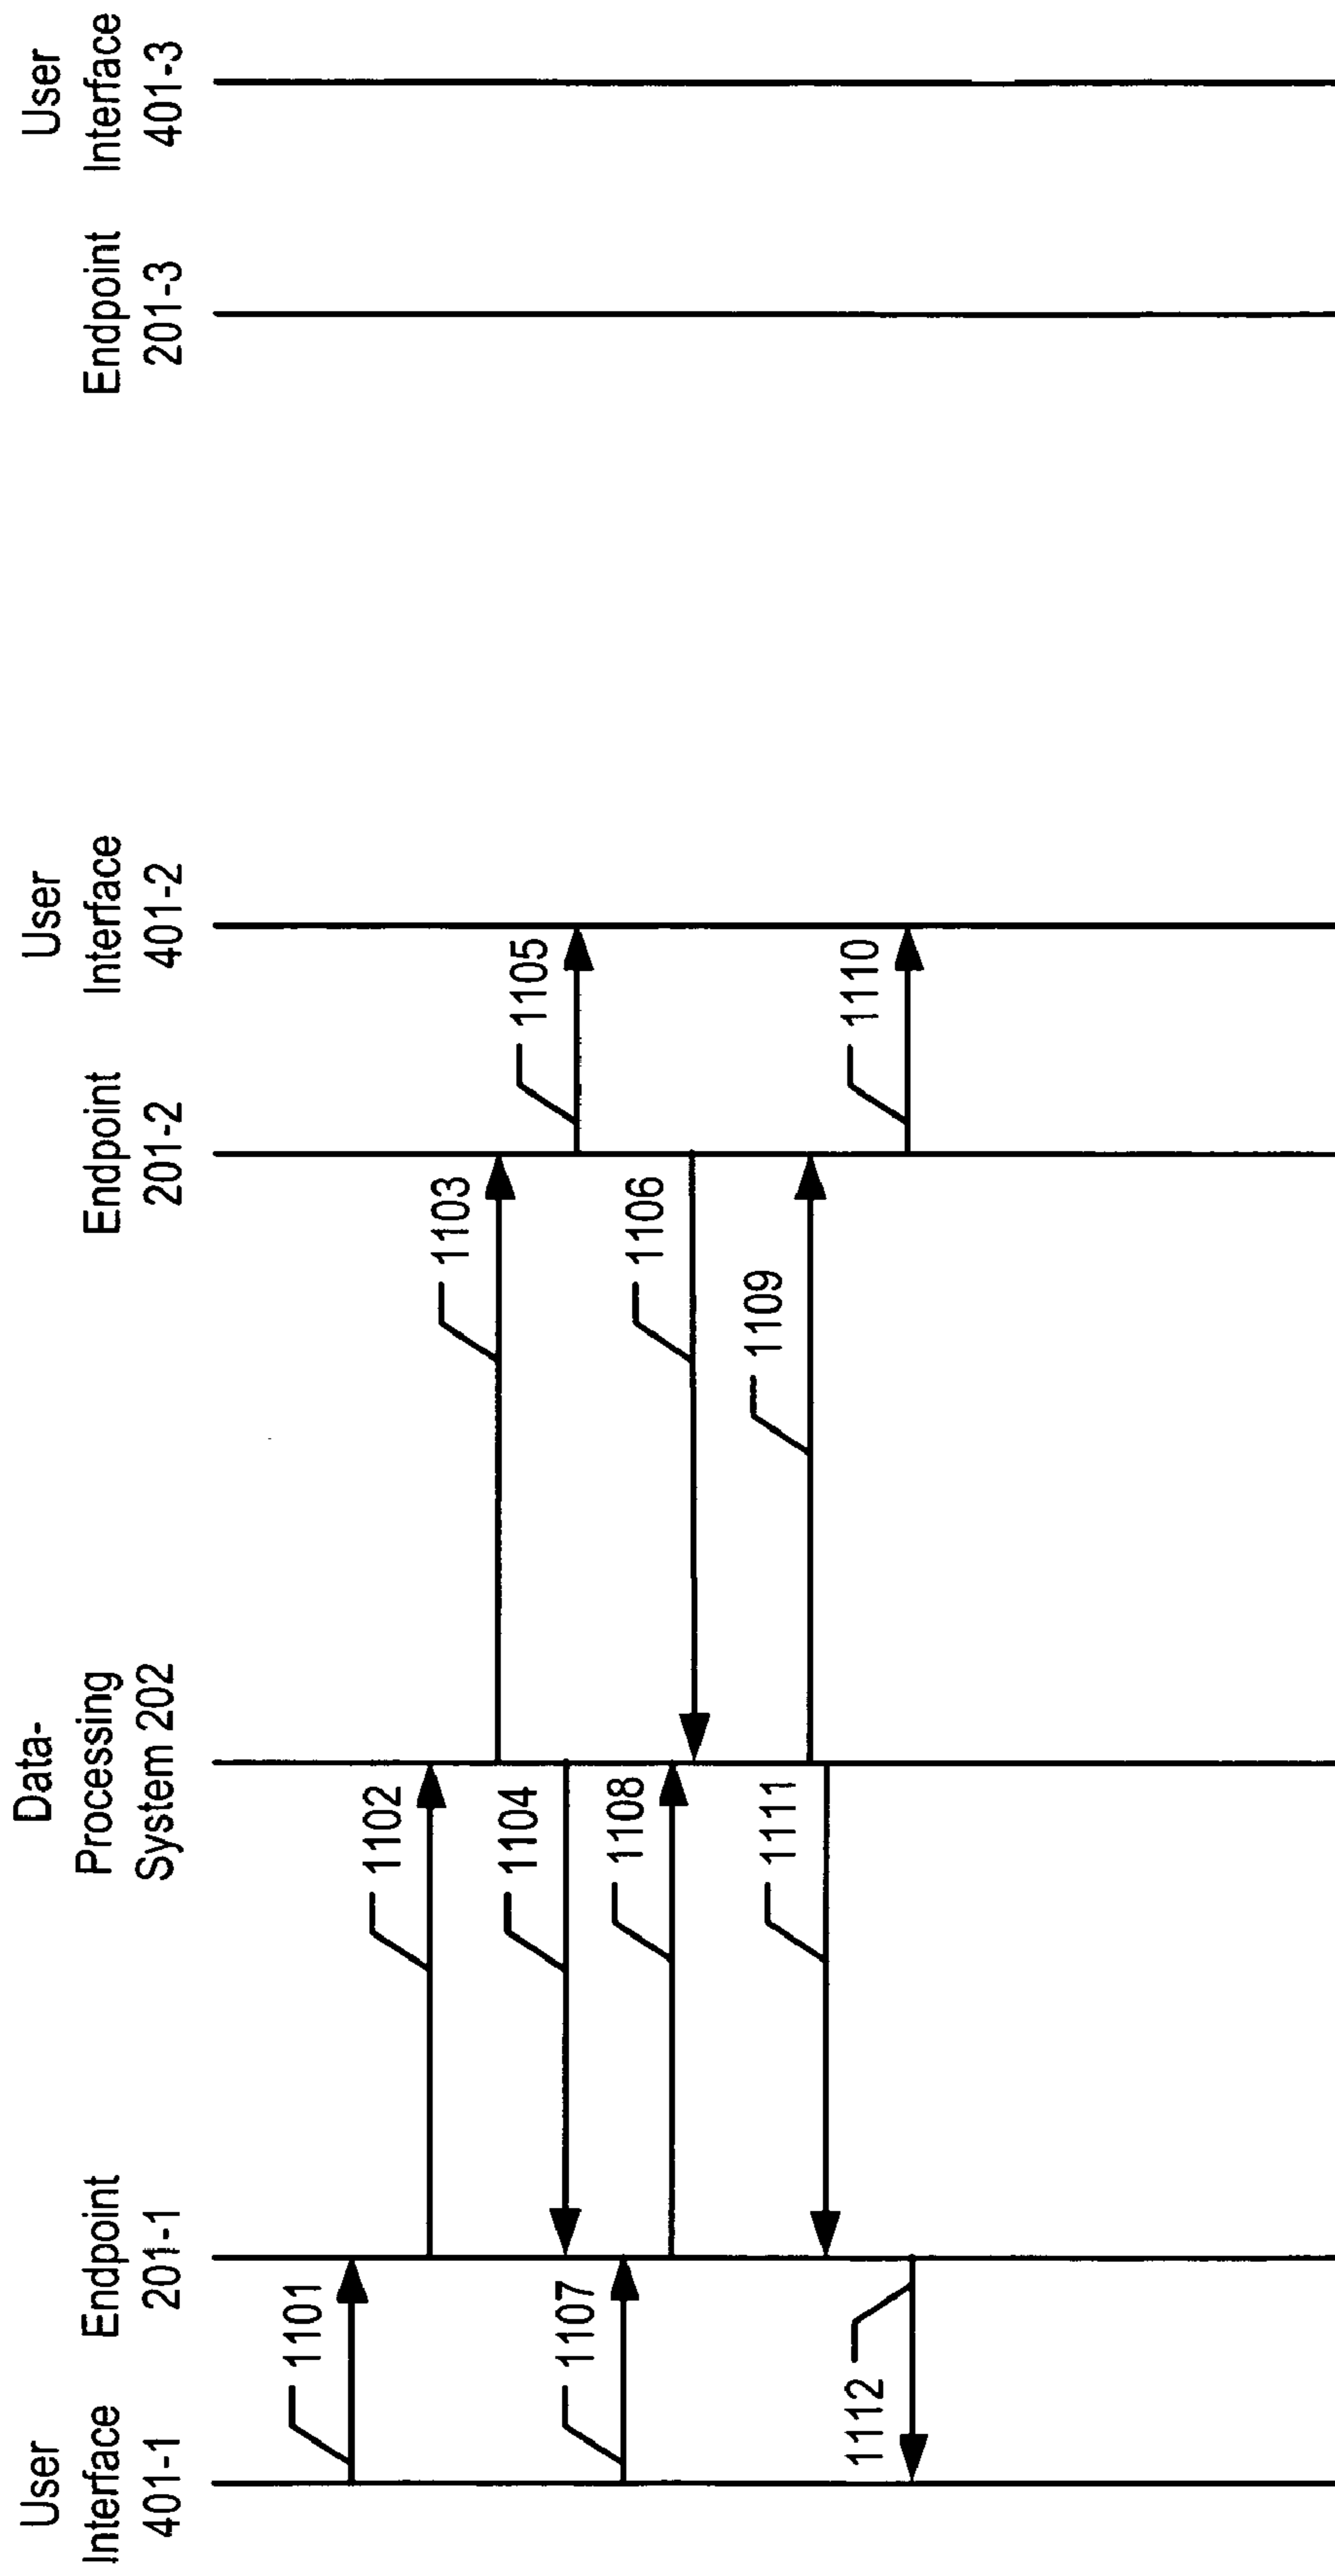 User
Interface
401-1
Endpoint
201-1
Data-
Processing
System 202
Endpoint
201-2
User
Interface
401-2
Endpoint
201-3
User
Interface
401-3
1101
1102
1103
1104
1105
1107
1108
1106
1109
1111
1112
1110